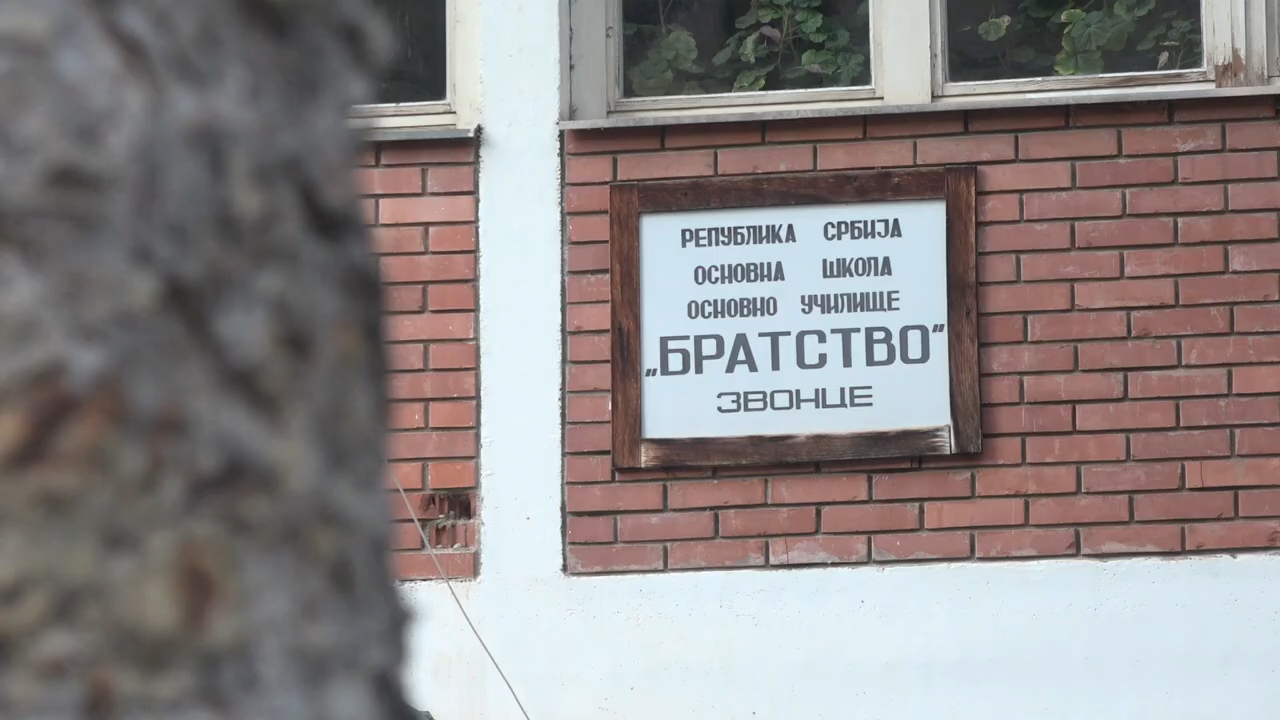 РЕПУБЛИКА СРБИЈА
ОСНОВНА ШКОЛА
ОСНОВНО УЧИЛИЩЕ
„БРАТСТВО”
ЗВОНЦЕ